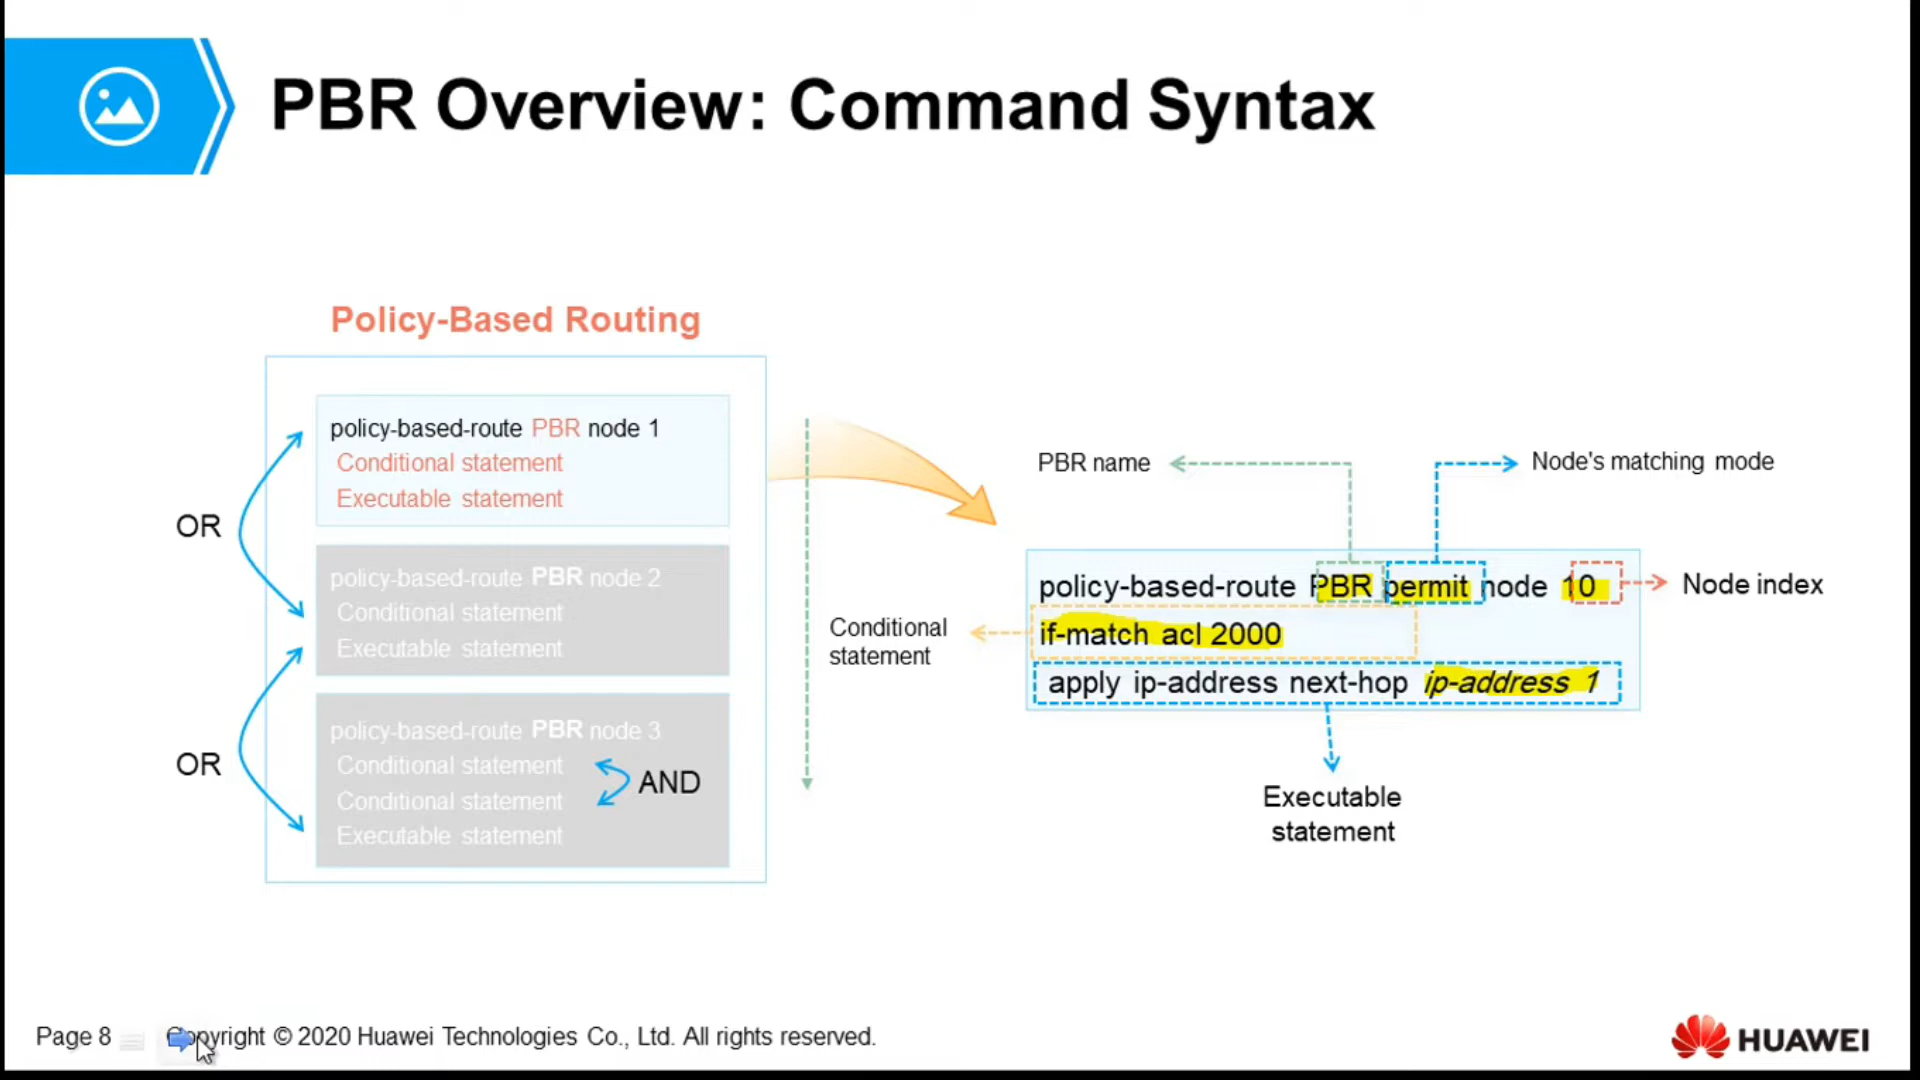 PBR Overview: Command Syntax
Policy-Based Routing
policy-based-route PBR node 1
Conditional statement
Executable statement
OR
policy-based-route PBR node 2
Conditional statement
Executable statement
OR
policy-based-route PBR node 3
Conditional statement
Conditional statement
AND
Executable statement
PBR name
Node's matching mode
policy-based-route PBR permit node 10
Node index
Conditional
statement
if-match acl 2000
apply ip-address next-hop ip-address 1
Executable
statement
Page 8
Copyright © 2020 Huawei Technologies Co., Ltd. All rights reserved.
HUAWEI